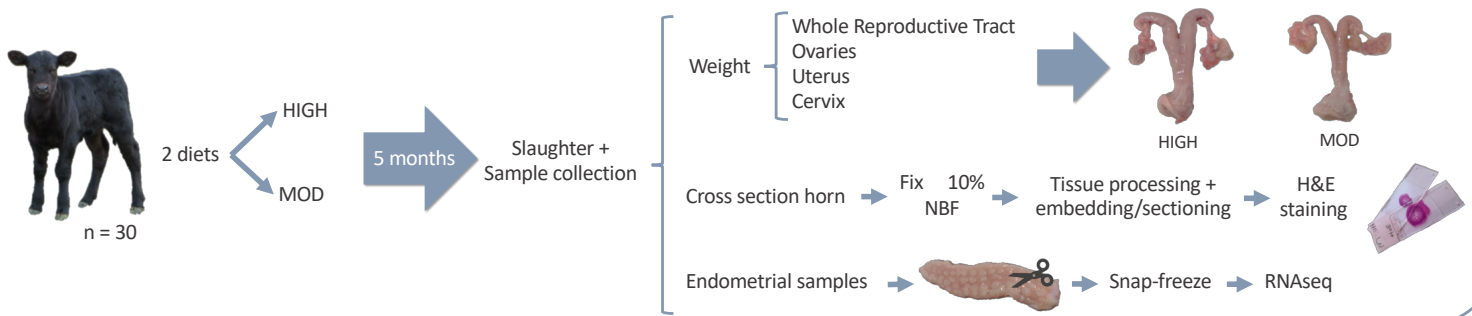 2 diets
HIGH
MOD
n = 30
5 months
Slaughter +
Sample collection
Weight
Whole Reproductive Tract
Ovaries
Uterus
Cervix
HIGH
MOD
Cross section horn
Fix 10%
NBF
Tissue processing +
embedding/sectioning
H&E
staining
Endometrial samples
Snap-freeze
RNAseq